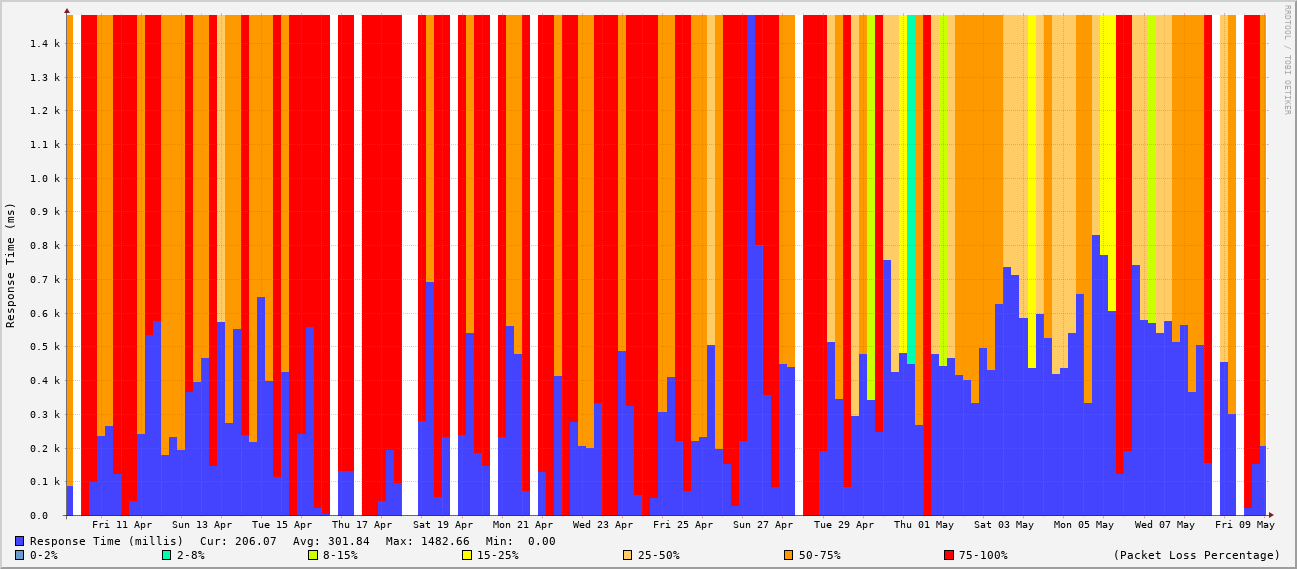 RRDTOOL / TOBI OETIKER
Response Time (ms)
1.4 k
1.3 k
1.2 k
1.1 k
1.0 k
0.9 k
0.8 k
0.7 k
0.6 k
0.5 k
0.4 k
0.3 k
0.2 k
0.1 k
0.0
Fri 11 Apr Sun 13 Apr Tue 15 Apr Thu 17 Apr Sat 19 Apr Mon 21 Apr Wed 23 Apr Fri 25 Apr Sun 27 Apr Tue 29 Apr Thu 01 May Sat 03 May Mon 05 May Wed 07 May Fri 09 May
Response Time (millis) Cur: 206.07 Avg: 301.84 Max: 1482.66 Min: 0.00
0-2% 2-8% 8-15% 15-25% 25-50% 50-75% 75-100% (Packet Loss Percentage)